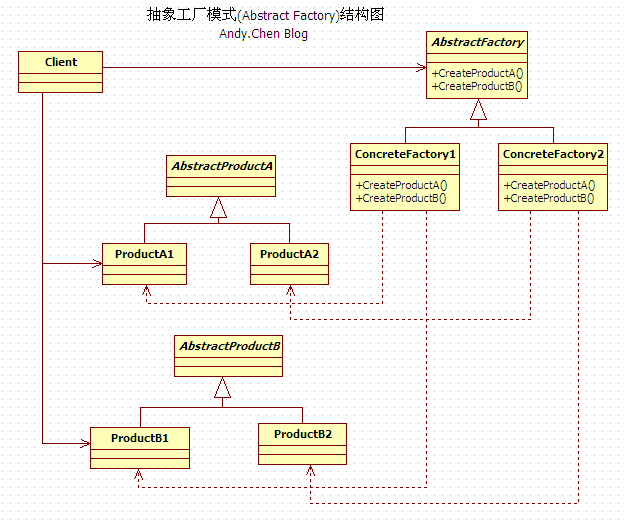 抽象工厂模式(Abstract Factory)结构图
Andy.Chen Blog
AbstractFactory
+CreateProductA()
+CreateProductB()
Client
ConcreteFactory1
+CreateProductA()
+CreateProductB()
ConcreteFactory2
+CreateProductA()
+CreateProductB()
AbstractProductA
ProductA1
ProductA2
AbstractProductB
ProductB1
ProductB2